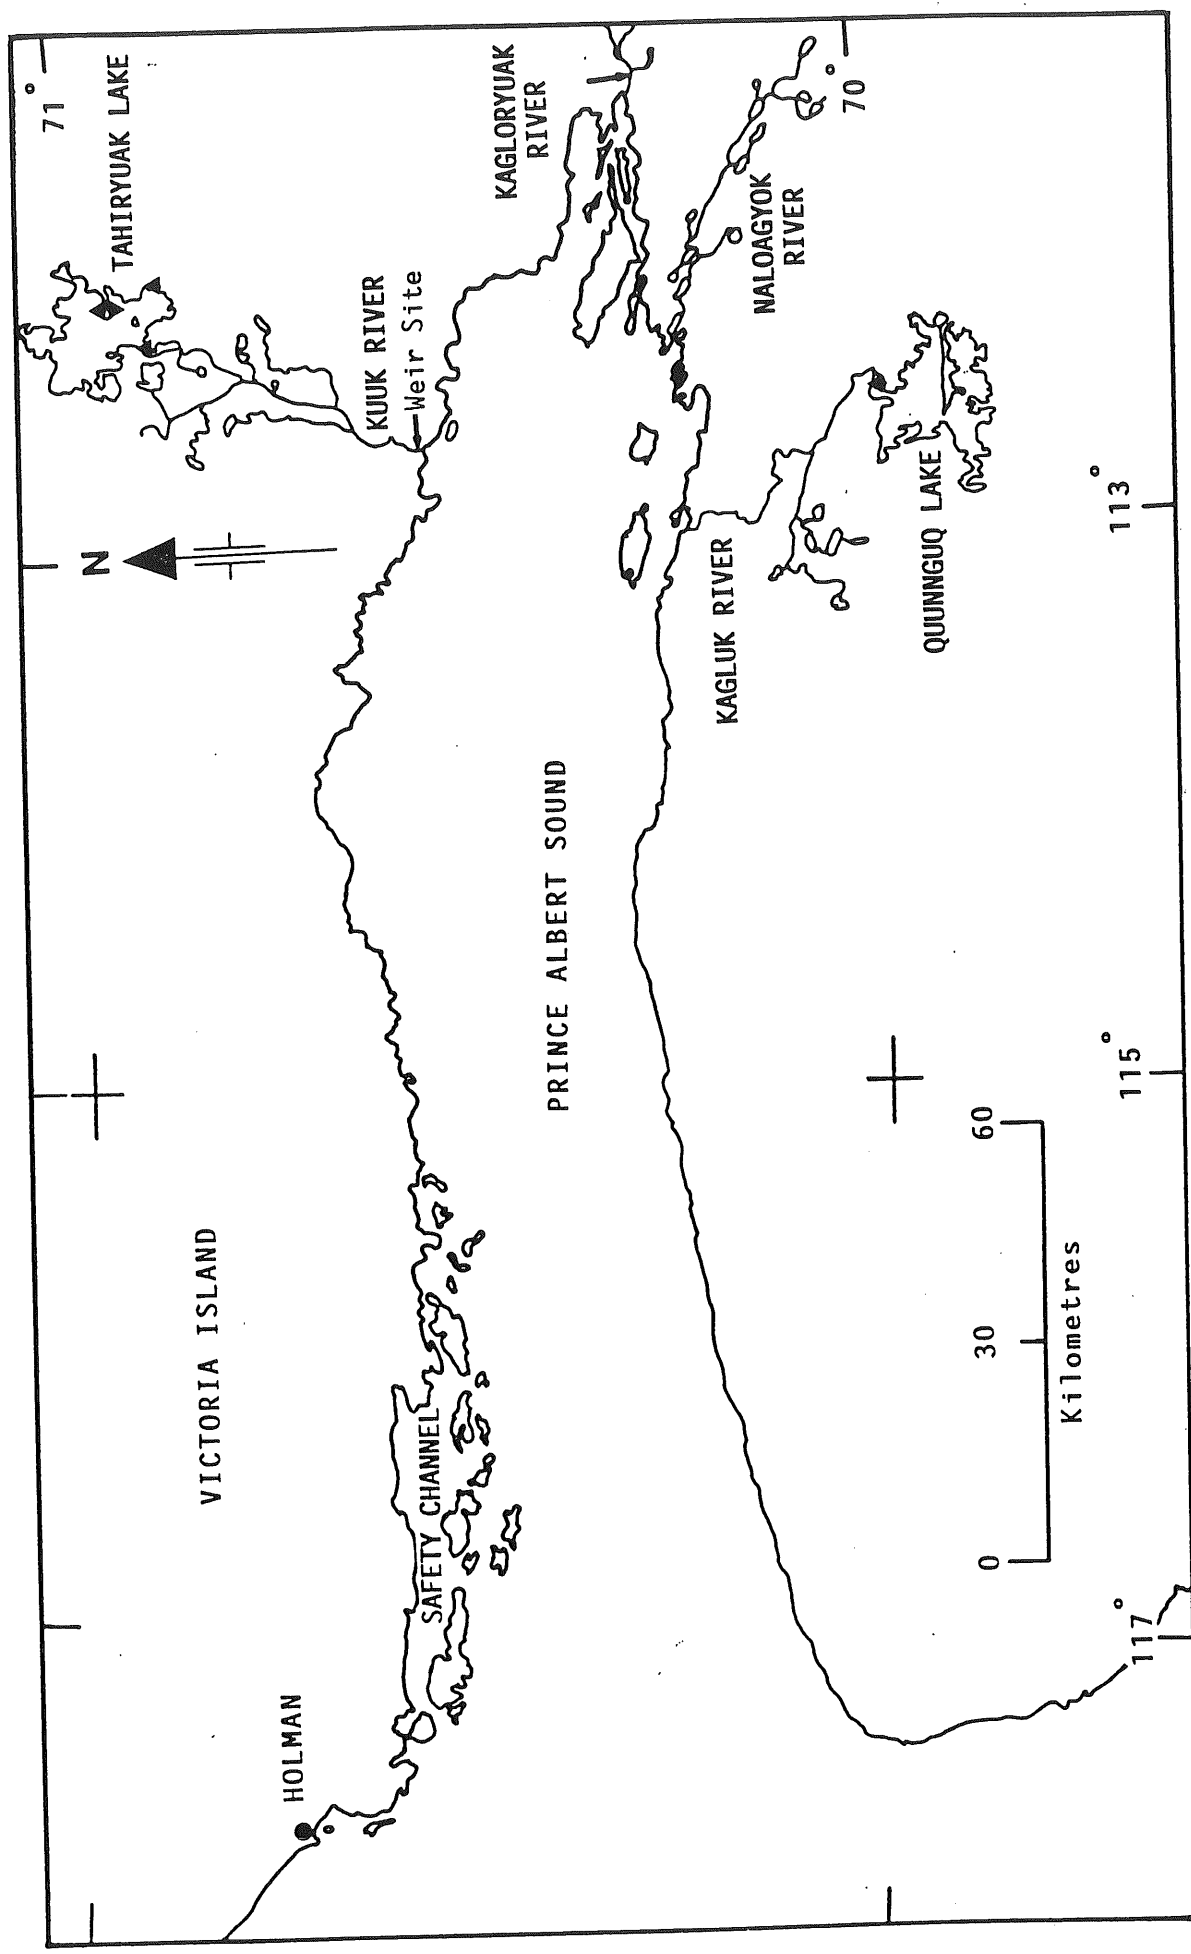 71°
TAHIRYUAK LAKE
N
KUUK RIVER
Weir Site
KAGLORYUAK
RIVER
VICTORIA ISLAND
HOLMAN
SAFETY CHANNEL
PRINCE ALBERT SOUND
NALOAGYOK
RIVER
70°
KAGLUK RIVER
QUUNNGUQ LAKE
0 30 60
Kilometres
117° 115° 113°